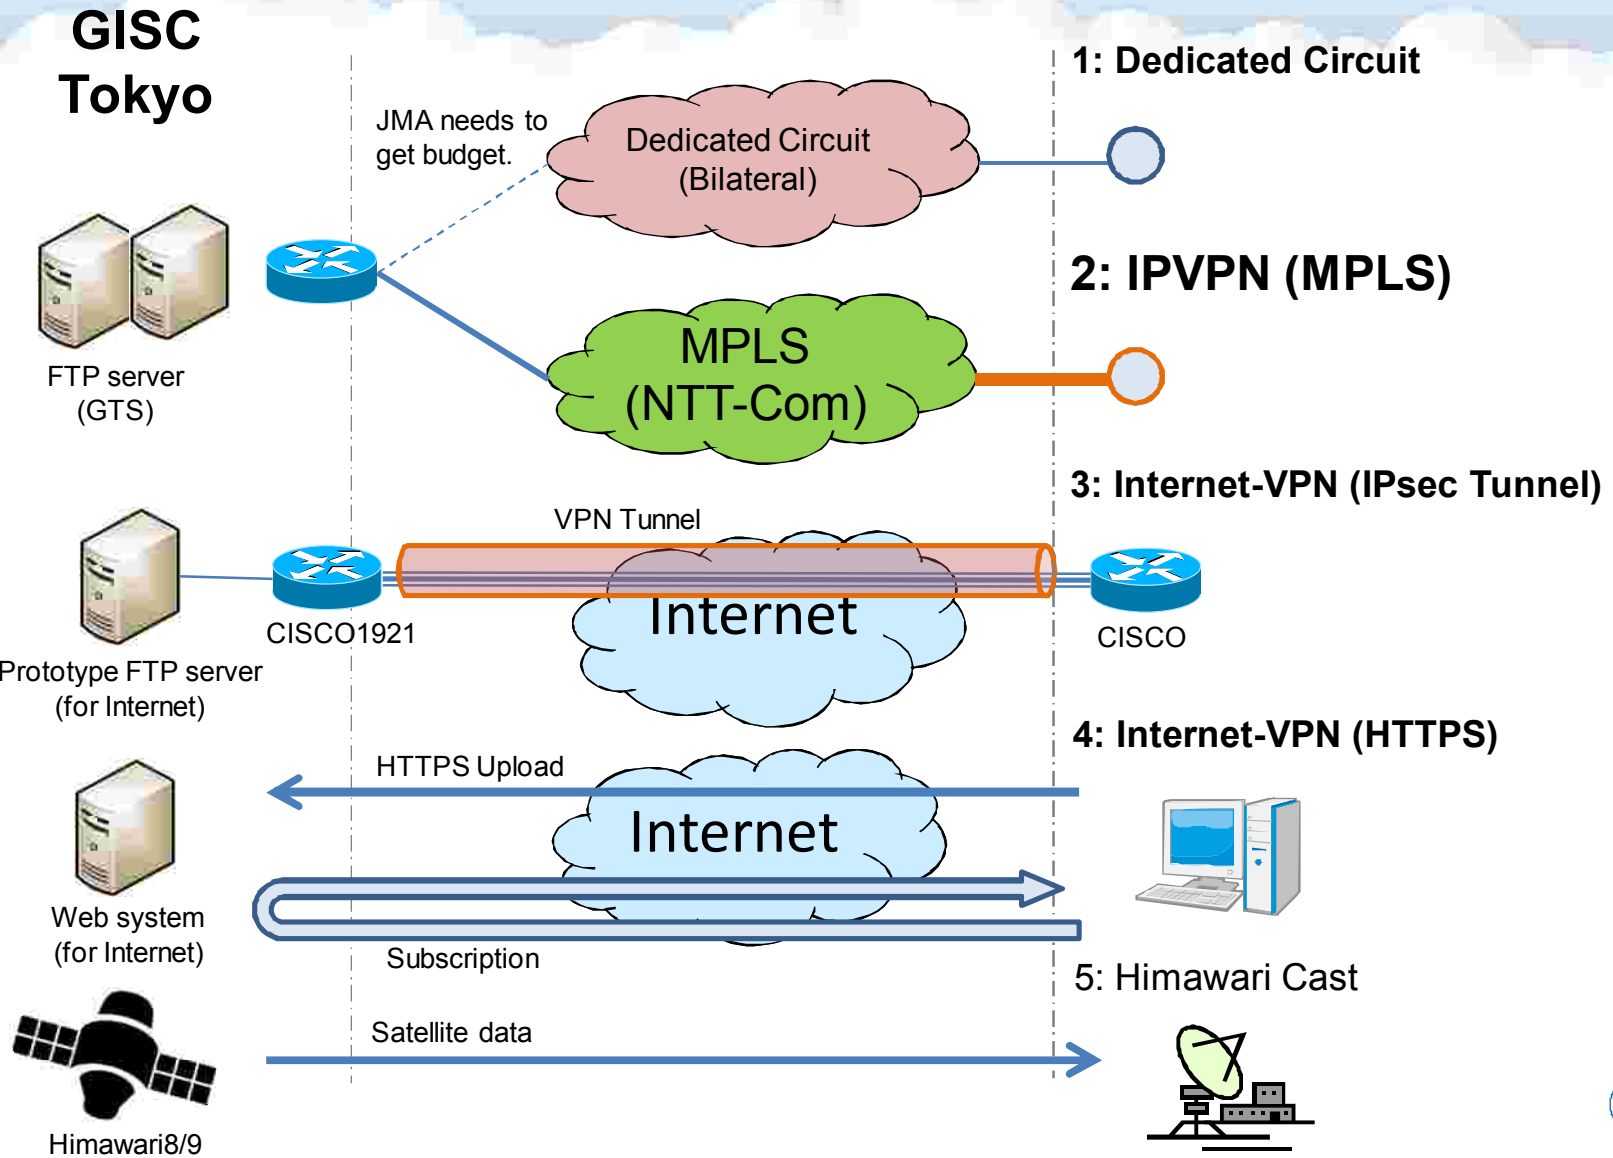 GISC
Tokyo
1: Dedicated Circuit
JMA needs to
get budget.
Dedicated Circuit
(Bilateral)
2: IPVPN (MPLS)
MPLS
(NTT-Com)
FTP server
(GTS)
3: Internet-VPN (IPsec Tunnel)
VPN Tunnel
Internet
CISCO1921
CISCO
Prototype FTP server
(for Internet)
4: Internet-VPN (HTTPS)
HTTPS Upload
Internet
Web system
(for Internet)
Subscription
5: Himawari Cast
Satellite data
Himawari8/9